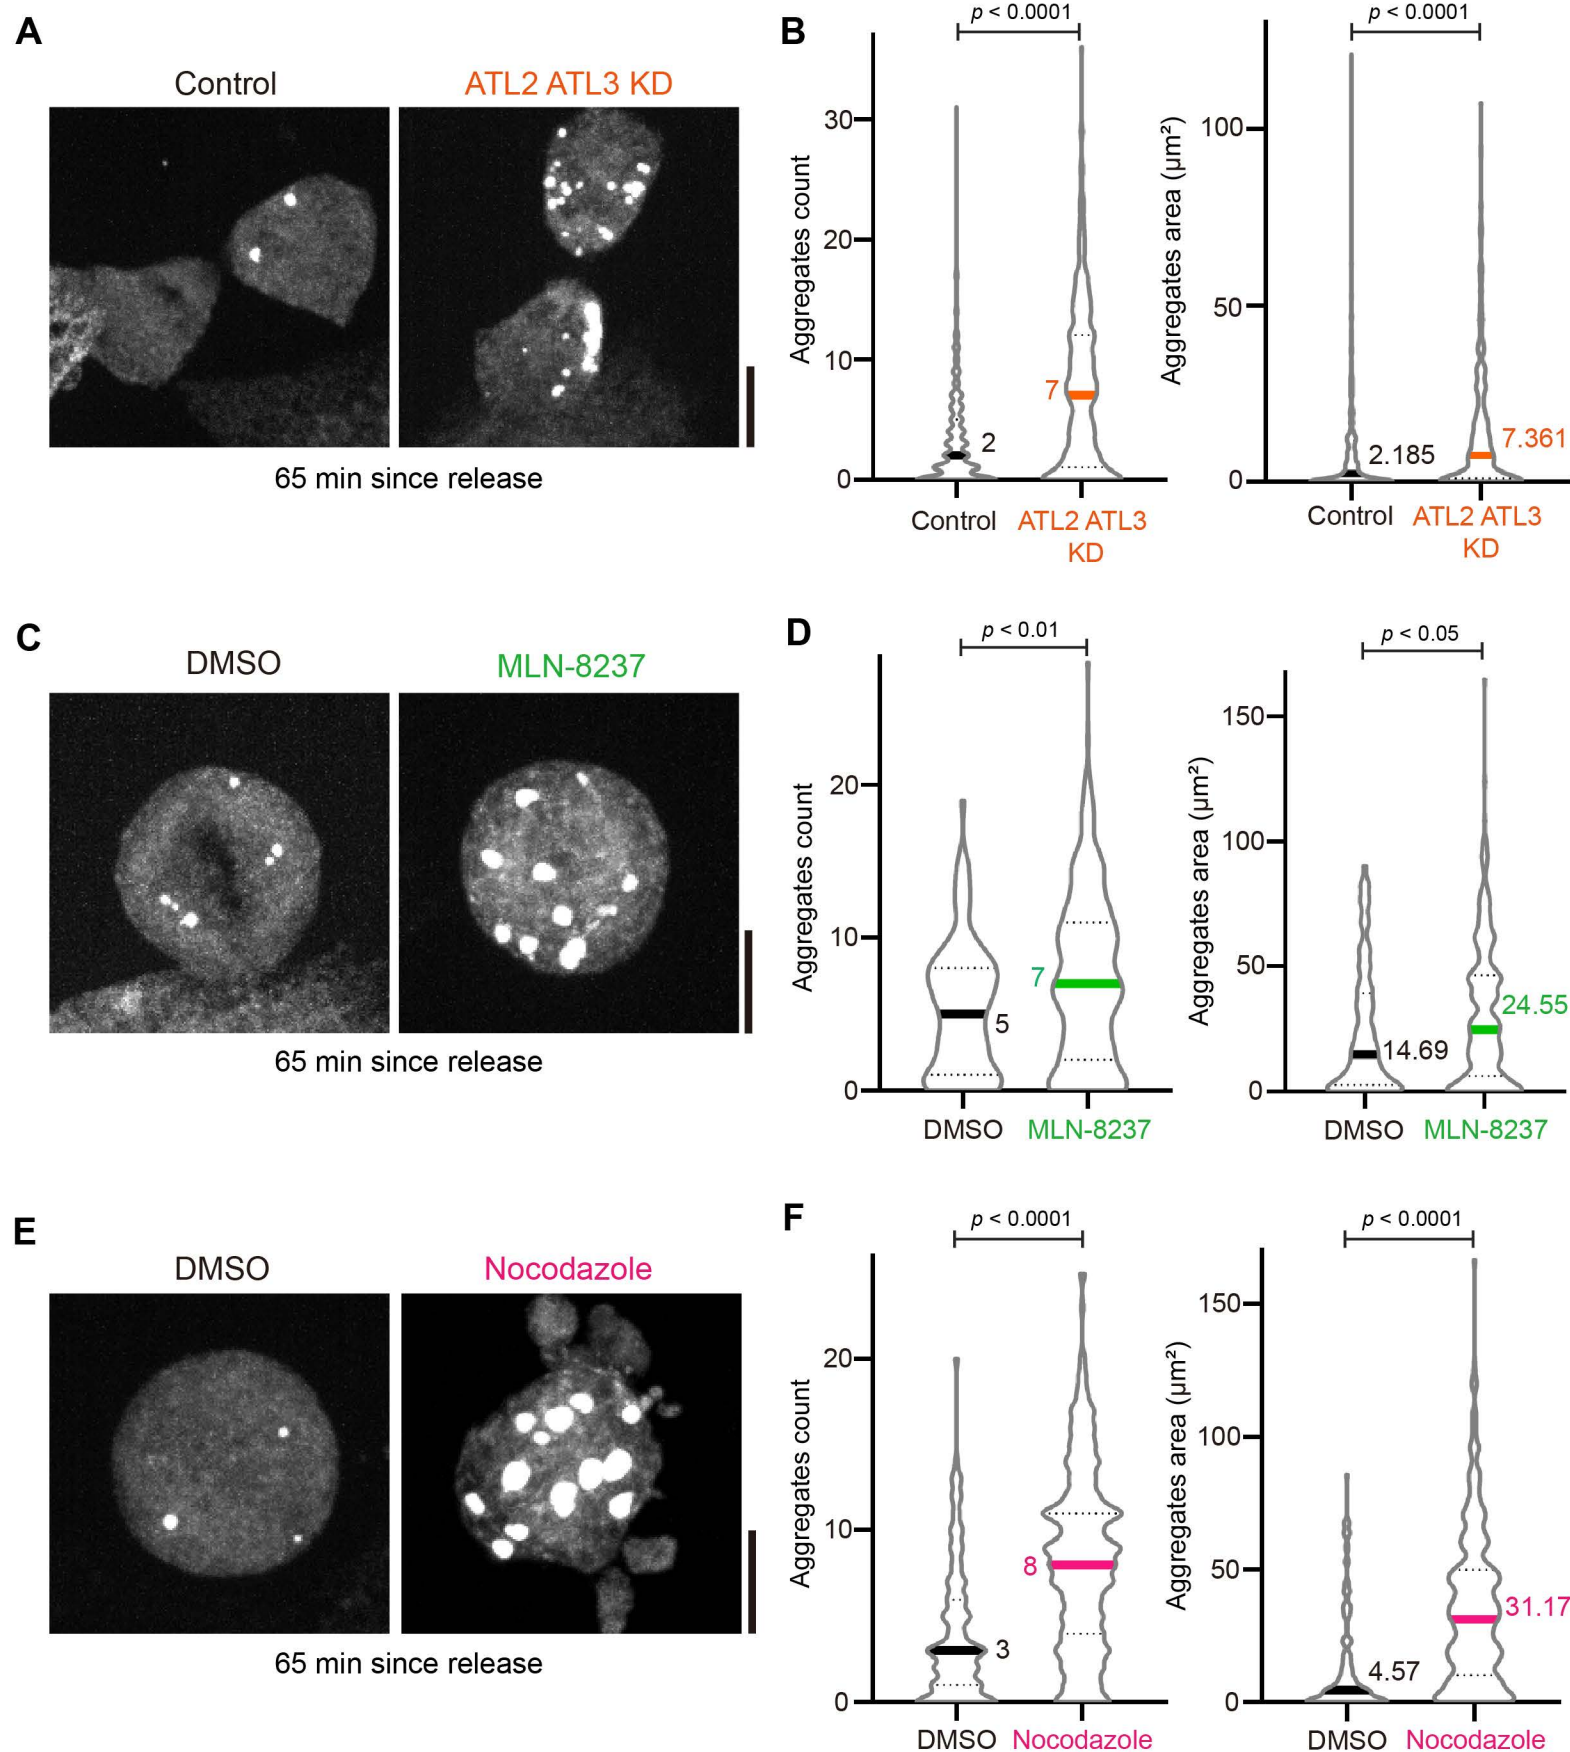 A
Control
ATL2 ATL3 KD
65 min since release
B
p < 0.0001
Aggregates count
30
20
10
0
7
2
Control
ATL2 ATL3
KD
p < 0.0001
Aggregates area (µm²)
100
50
0
2.185
7.361
Control
ATL2 ATL3
KD
C
DMSO
MLN-8237
65 min since release
D
p < 0.01
Aggregates count
20
10
0
7
5
DMSO
MLN-8237
p < 0.05
Aggregates area (µm²)
150
100
50
0
14.69
24.55
DMSO
MLN-8237
E
DMSO
Nocodazole
65 min since release
F
p < 0.0001
Aggregates count
20
10
0
8
3
DMSO
Nocodazole
p < 0.0001
Aggregates area (µm²)
150
100
50
0
4.57
31.17
DMSO
Nocodazole